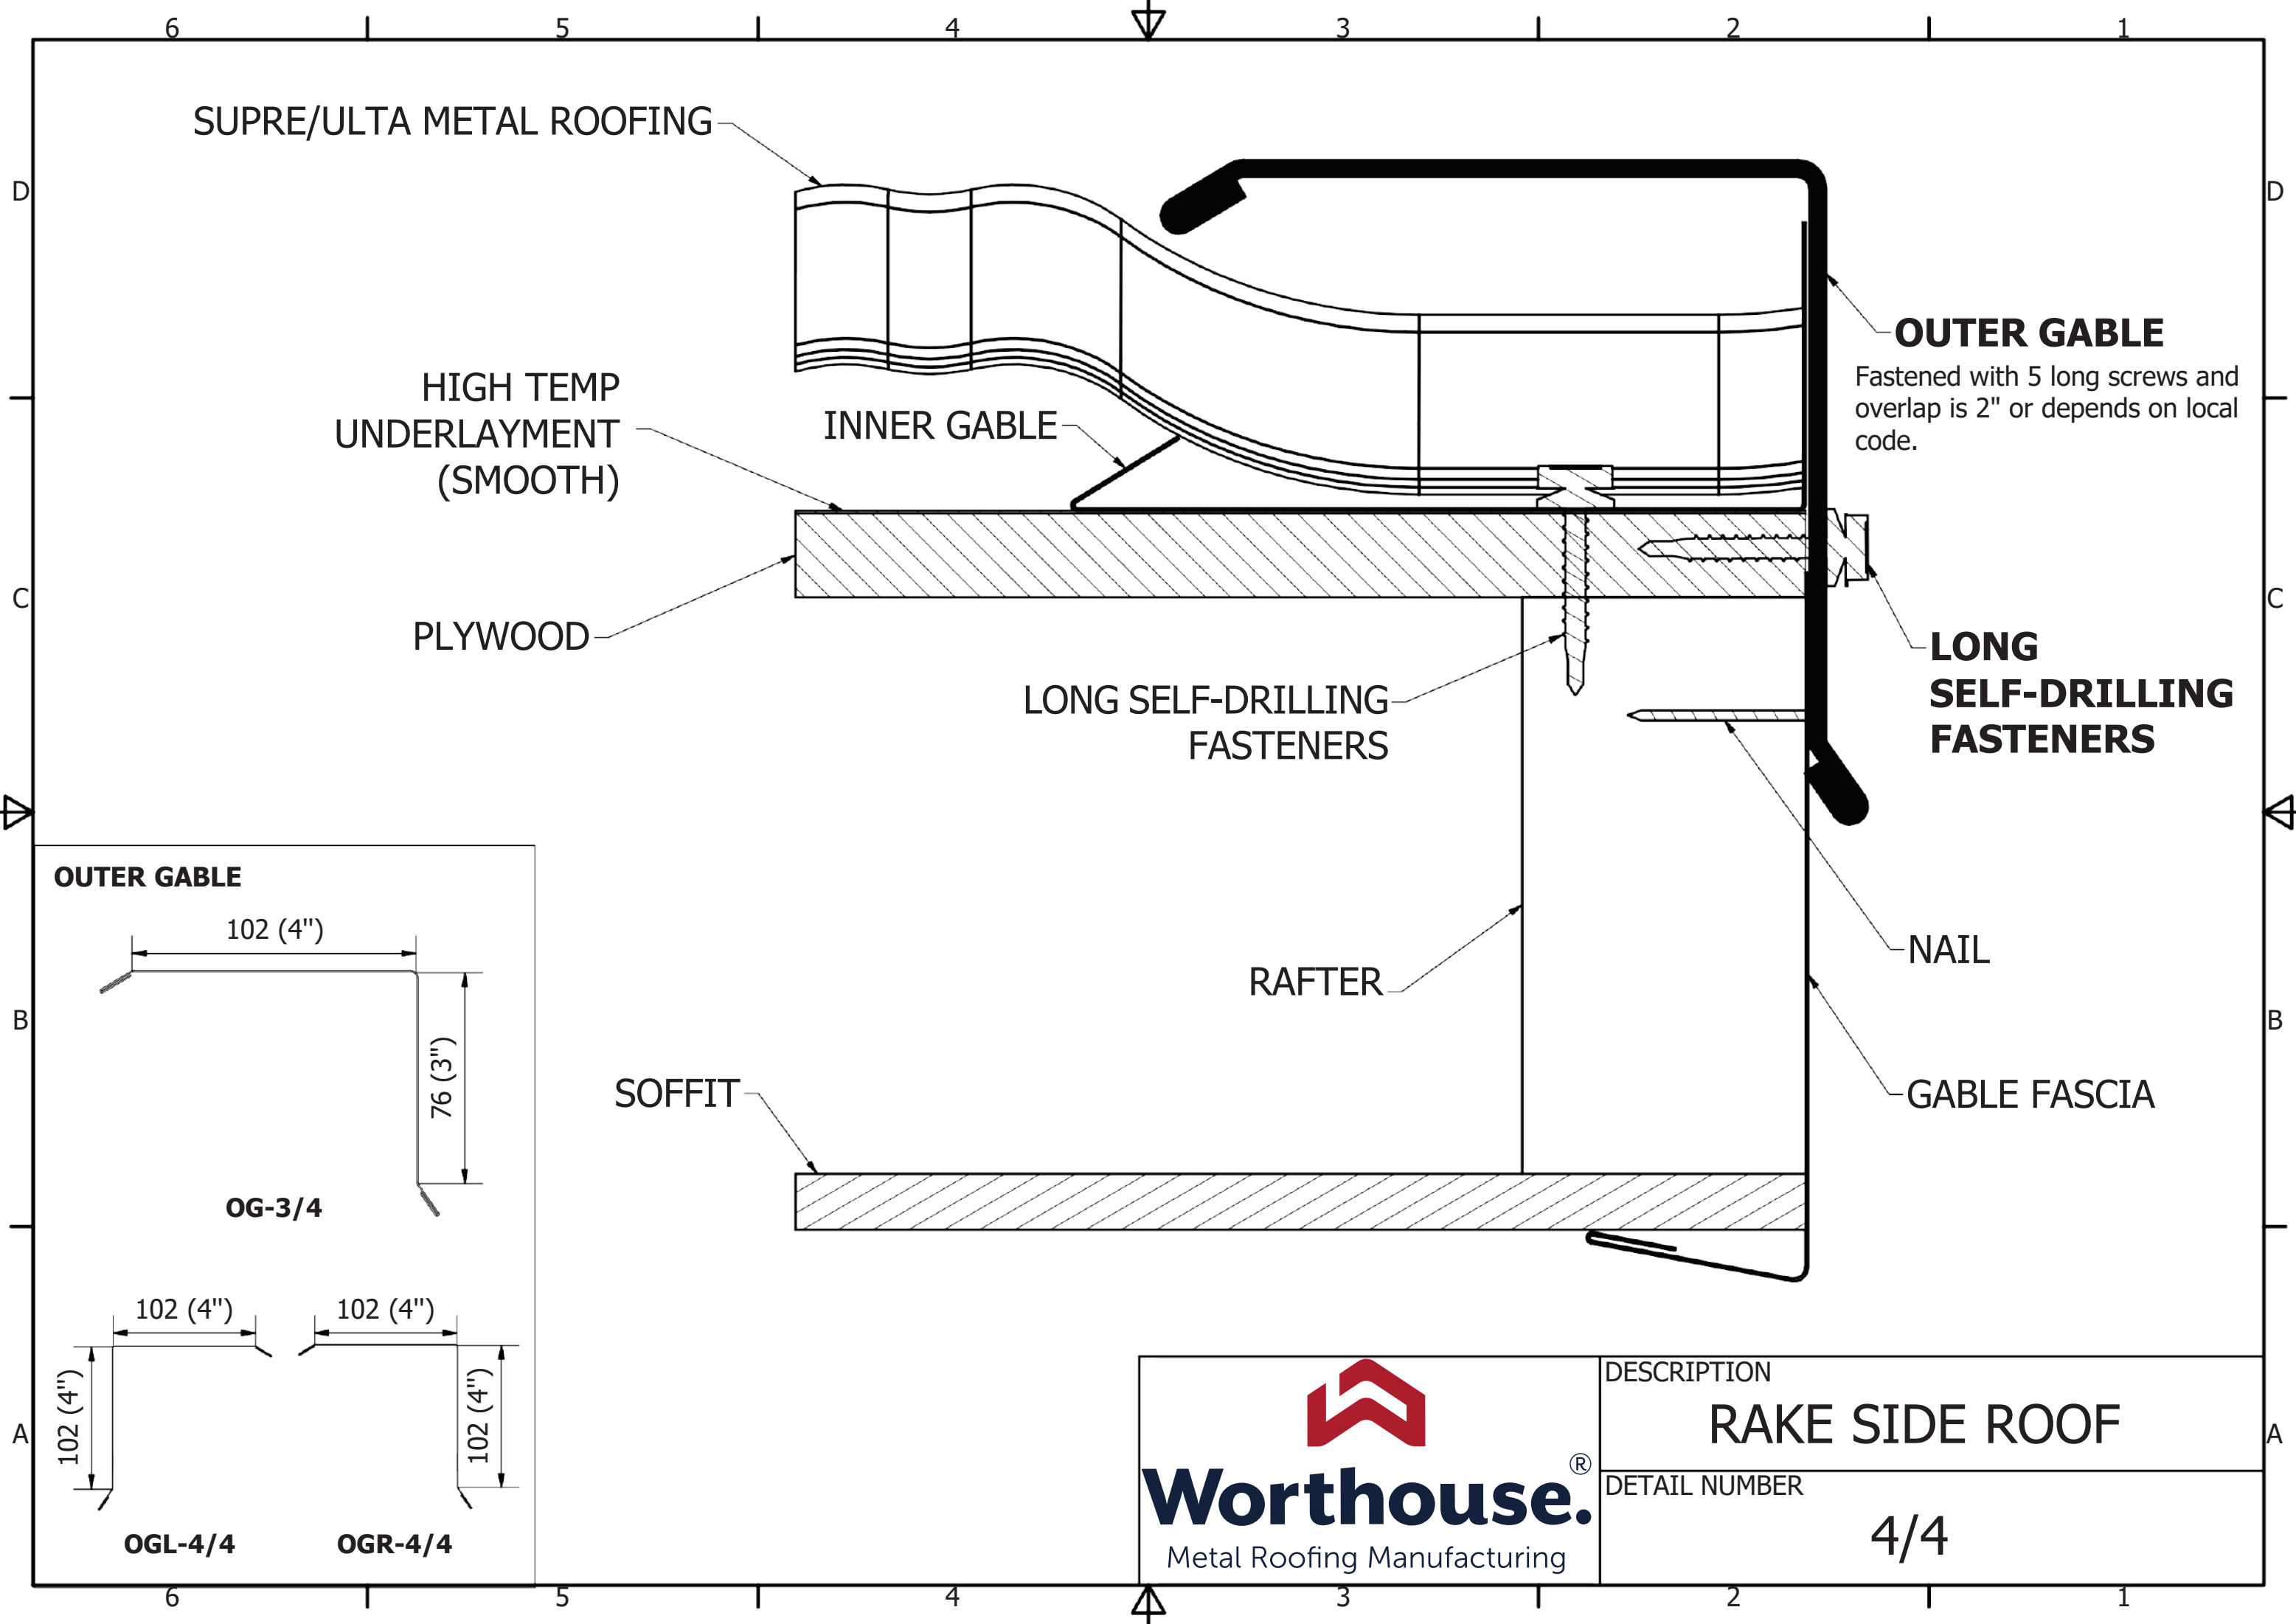 6 5 4 3 2 1
SUPRE/ULTA METAL ROOFING
D
D
OUTER GABLE
Fastened with 5 long screws and
overlap is 2" or depends on local
code.
HIGH TEMP
UNDERLAYMENT
(SMOOTH)
INNER GABLE
C
C
PLYWOOD
LONG SELF-DRILLING
FASTENERS
LONG
SELF-DRILLING
FASTENERS
NAIL
RAFTER
B
B
SOFFIT
GABLE FASCIA
OUTER GABLE
102 (4")
76 (3")
OG-3/4
102 (4")
102 (4")
102 (4")
102 (4")
OGL-4/4
OGR-4/4
A
A
Worthouse.®
Metal Roofing Manufacturing
DESCRIPTION
RAKE SIDE ROOF
DETAIL NUMBER
4/4
6 5 4 3 2 1